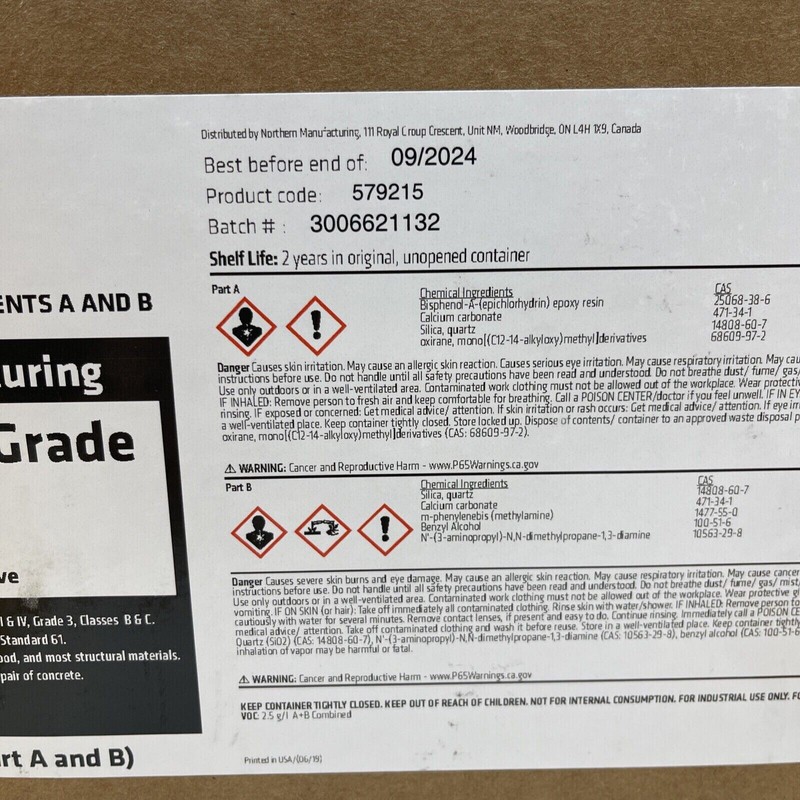 Distributed by Northern Manufacturing, 111 Royal Group Crescent, Unit NM, Woodbridge, ON L4H 1X9, Canada
Best before end of: 09/2024
Product code: 579215
Batch # : 3006621132
Shelf Life: 2 years in original, unopened container
ENTS A AND B
uring
Grade
ve
I & IV, Grade 3, Classes B & C.
Standard 61.
ood, and most structural materials.
pair of concrete.
rt A and B)
Part A
Chemical Ingredients CAS
Bisphenol-A-(epichlorhydrin) epoxy resin 25068-38-6
Calcium carbonate 471-34-1
Silica, quartz 14808-60-7
oxirane, mono[(C12-14-alkyloxy)methyl]derivatives 68609-97-2
Danger Causes skin irritation. May cause an allergic skin reaction. Causes serious eye irritation. May cause respiratory irritation. May cau
instructions before use. Do not handle until all safety precautions have been read and understood. Do not breathe dust/ fume/ gas/
Use only outdoors or in a well-ventilated area. Contaminated work clothing must not be allowed out of the workplace. Wear protectiv
IF INHALED: Remove person to fresh air and keep comfortable for breathing. Call a POISON CENTER/doctor if you feel unwell. IF IN EY
rinsing. IF exposed or concerned: Get medical advice/ attention. If skin irritation or rash occurs: Get medical advice/ attention. If eye irri
a well-ventilated place. Keep container tightly closed. Store locked up. Dispose of contents/ container to an approved waste disposal p
oxirane, mono[(C12-14-alkyloxy)methyl]derivatives (CAS: 68609-97-2).
⚠ WARNING: Cancer and Reproductive Harm - www.P65Warnings.ca.gov
Part B
Chemical Ingredients CAS
Silica, quartz 14808-60-7
Calcium carbonate 471-34-1
m-phenylenebis (methylamine) 1477-55-0
Benzyl Alcohol 100-51-6
N'-(3-aminopropyl)-N,N-dimethylpropane-1,3-diamine 10563-29-8
Danger Causes severe skin burns and eye damage. May cause an allergic skin reaction. May cause respiratory irritation. May cause cancer
instructions before use. Do not handle until all safety precautions have been read and understood. Do not breathe dust/ fume/ gas/ mist/
Use only outdoors or in a well-ventilated area. Contaminated work clothing must not be allowed out of the workplace. Wear protective gl
vomiting. IF ON SKIN (or hair): Take off immediately all contaminated clothing. Rinse skin with water/shower. IF INHALED: Remove person to
cautiously with water for several minutes. Remove contact lenses, if present and easy to do. Continue rinsing. Immediately call a POISON CE
medical advice/ attention. Take off contaminated clothing and wash it before reuse. Store in a well-ventilated place. Keep container tightly
Quartz (SiO2) (CAS: 14808-60-7), N'-(3-aminopropyl)-N,N-dimethylpropane-1,3-diamine (CAS: 10563-29-8), benzyl alcohol (CAS: 100-51-6
inhalation of vapor may be harmful or fatal.
⚠ WARNING: Cancer and Reproductive Harm - www.P65Warnings.ca.gov
KEEP CONTAINER TIGHTLY CLOSED. KEEP OUT OF REACH OF CHILDREN. NOT FOR INTERNAL CONSUMPTION. FOR INDUSTRIAL USE ONLY. FO
VOC: 2.5 g/l A+B Combined
Printed in USA/(06/19)